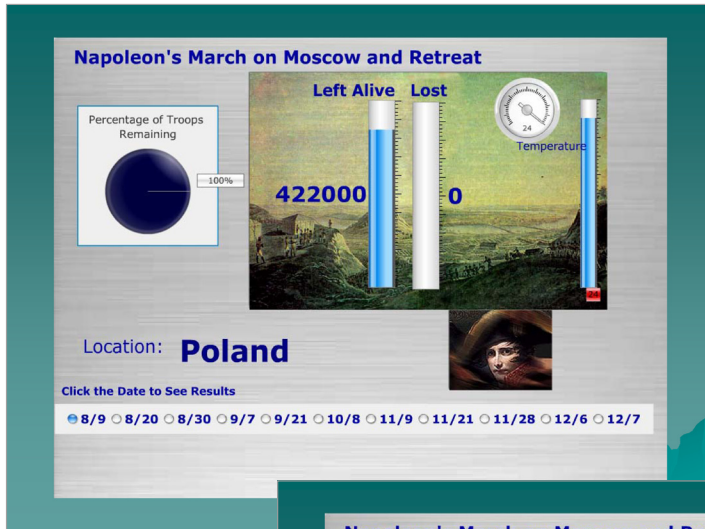 Napoleon's March on Moscow and Retreat
Left Alive Lost
Percentage of Troops
Remaining
100%
24
Temperature
422000
0
24
Location: Poland
Click the Date to See Results
8/9 8/20 8/30 9/7 9/21 10/8 11/9 11/21 11/28 12/6 12/7